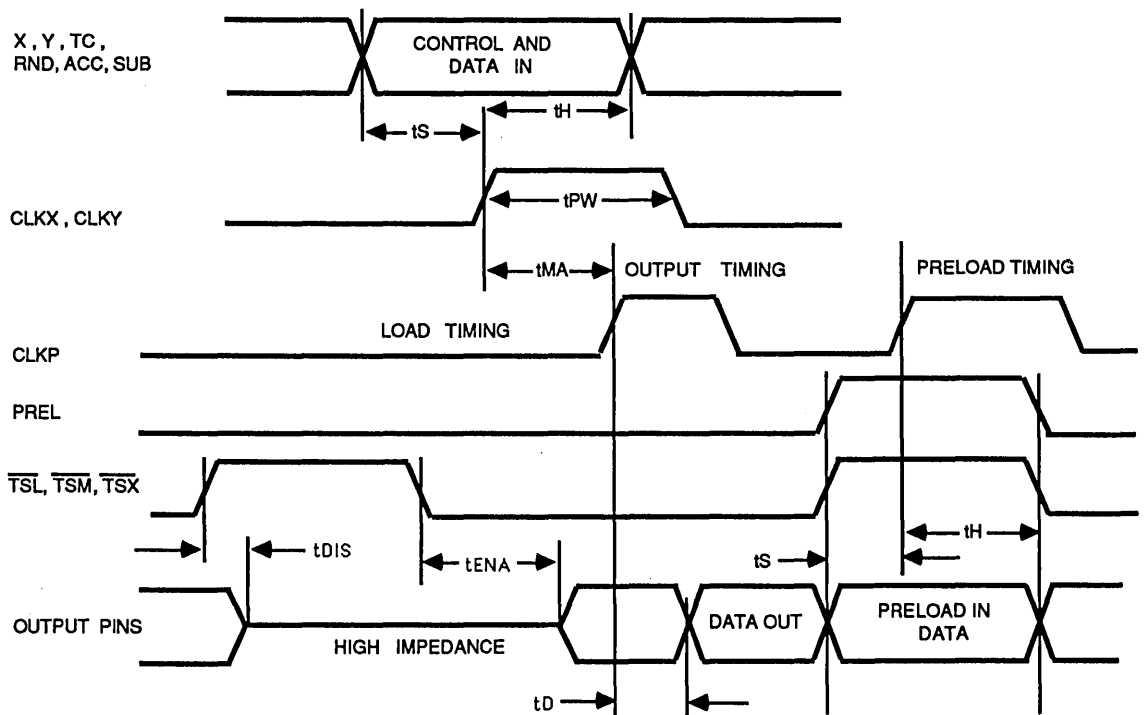 X , Y , TC ,
RND, ACC, SUB
CONTROL AND
DATA IN
tH
tS
tPW
CLKX , CLKY
tMA
OUTPUT TIMING
PRELOAD TIMING
LOAD TIMING
CLKP
PREL
TSL, TSM, TSX
tH
tDIS
tENA
tS
OUTPUT PINS
DATA OUT
PRELOAD IN
DATA
HIGH IMPEDANCE
tD